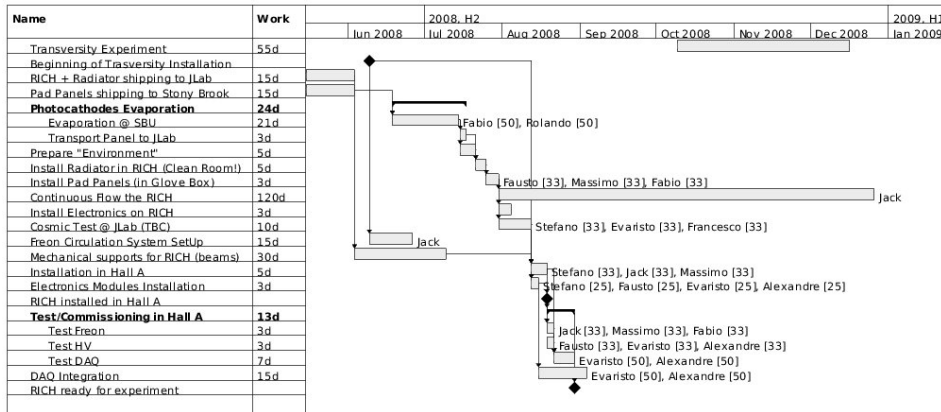 Name Work 2008, H2 2009, H1
Jun 2008 Jul 2008 Aug 2008 Sep 2008 Oct 2008 Nov 2008 Dec 2008 Jan 2009
Transversity Experiment 55d
Beginning of Trasversity Installation
RICH + Radiator shipping to JLab 15d
Pad Panels shipping to Stony Brook 15d
Photocathodes Evaporation 24d
Evaporation @ SBU 21d Fabio [50], Rolando [50]
Transport Panel to JLab 3d
Prepare "Environment" 5d
Install Radiator in RICH (Clean Room!) 5d
Install Pad Panels (in Glove Box) 3d Fausto [33], Massimo [33], Fabio [33]
Continuous Flow the RICH 120d Jack
Install Electronics on RICH 3d
Cosmic Test @ JLab (TBC) 10d Stefano [33], Evaristo [33], Francesco [33]
Freon Circulation System SetUp 15d Jack
Mechanical supports for RICH (beams) 30d
Installation in Hall A 5d Stefano [33], Jack [33], Massimo [33]
Electronics Modules Installation 3d Stefano [25], Fausto [25], Evaristo [25], Alexandre [25]
RICH installed in Hall A
Test/Commissioning in Hall A 13d
Test Freon 3d Jack [33], Massimo [33], Fabio [33]
Test HV 3d Fausto [33], Evaristo [33], Alexandre [33]
Test DAQ 7d Evaristo [50], Alexandre [50]
DAQ Integration 15d Evaristo [50], Alexandre [50]
RICH ready for experiment